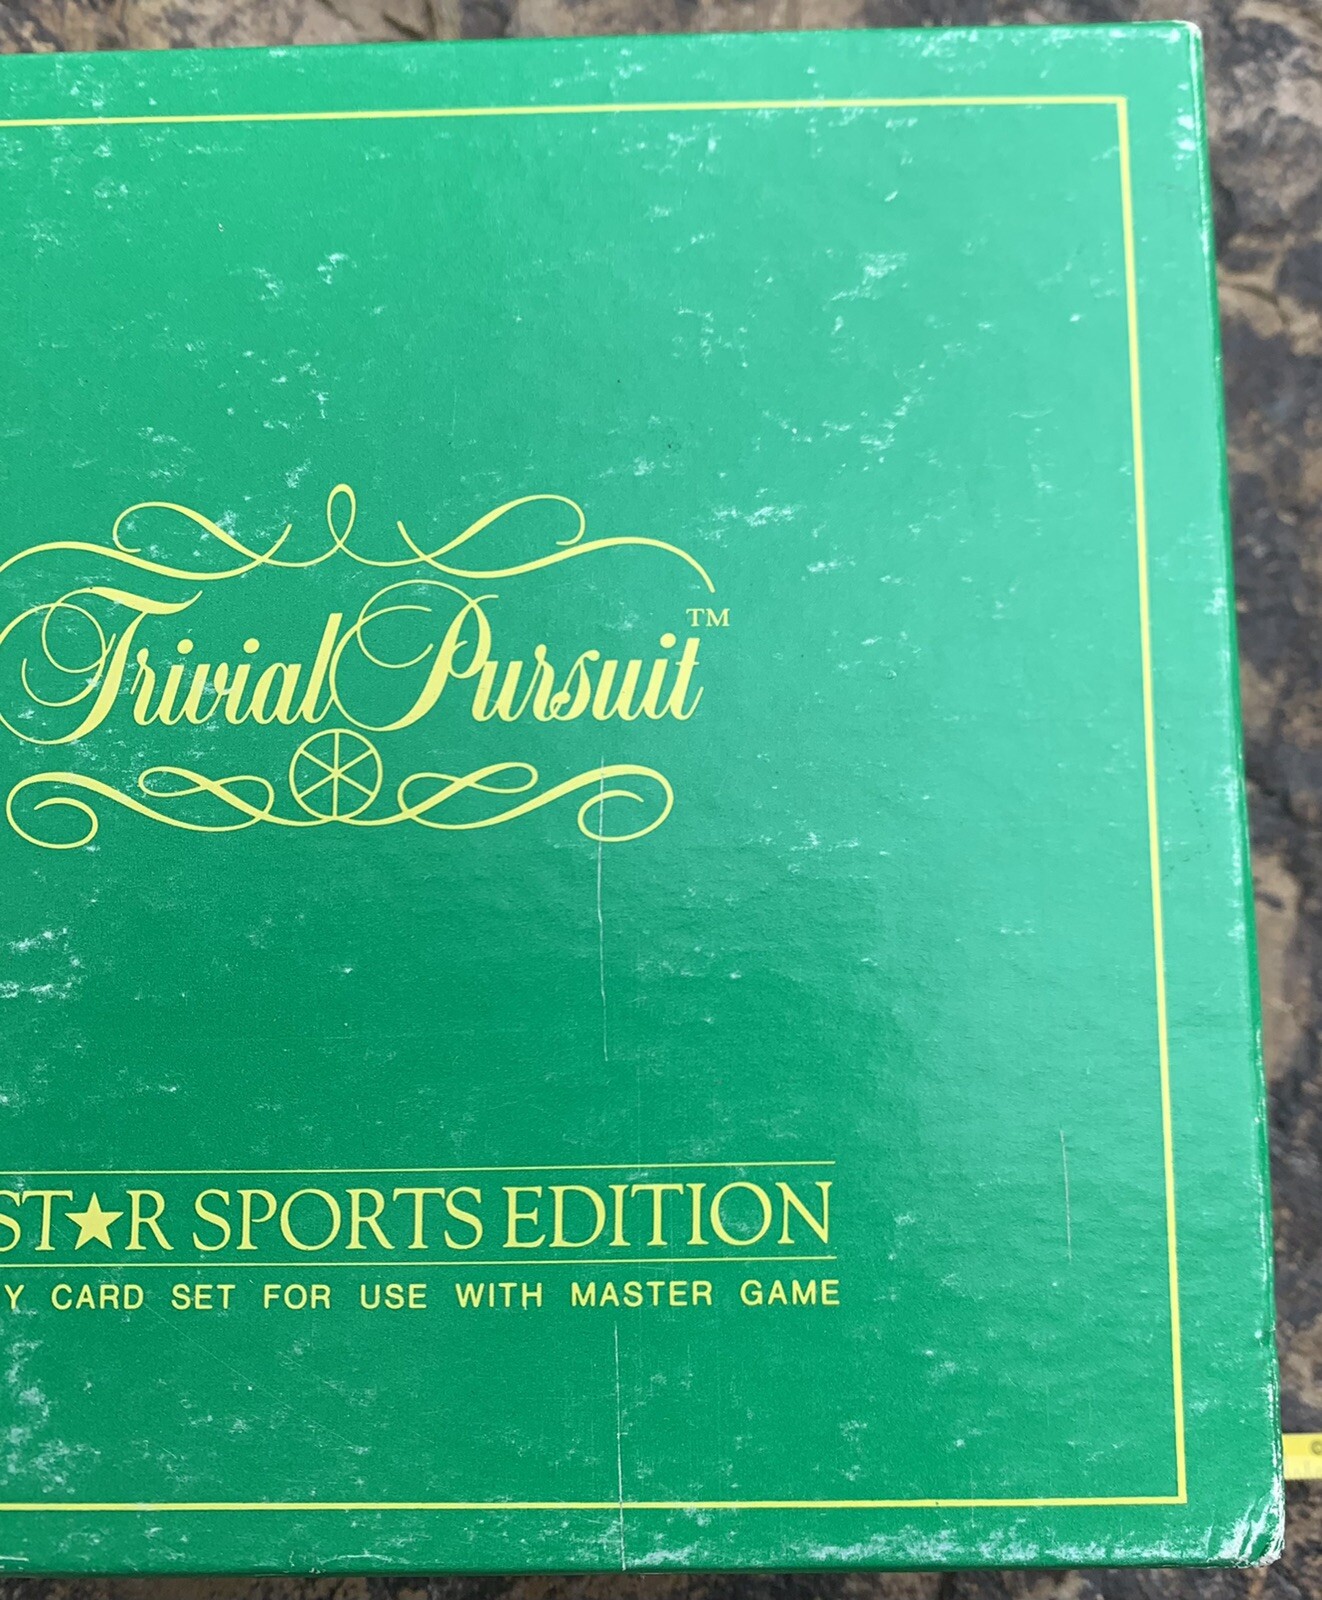 Trivial Pursuit™
ST★R SPORTS EDITION
Y CARD SET FOR USE WITH MASTER GAME